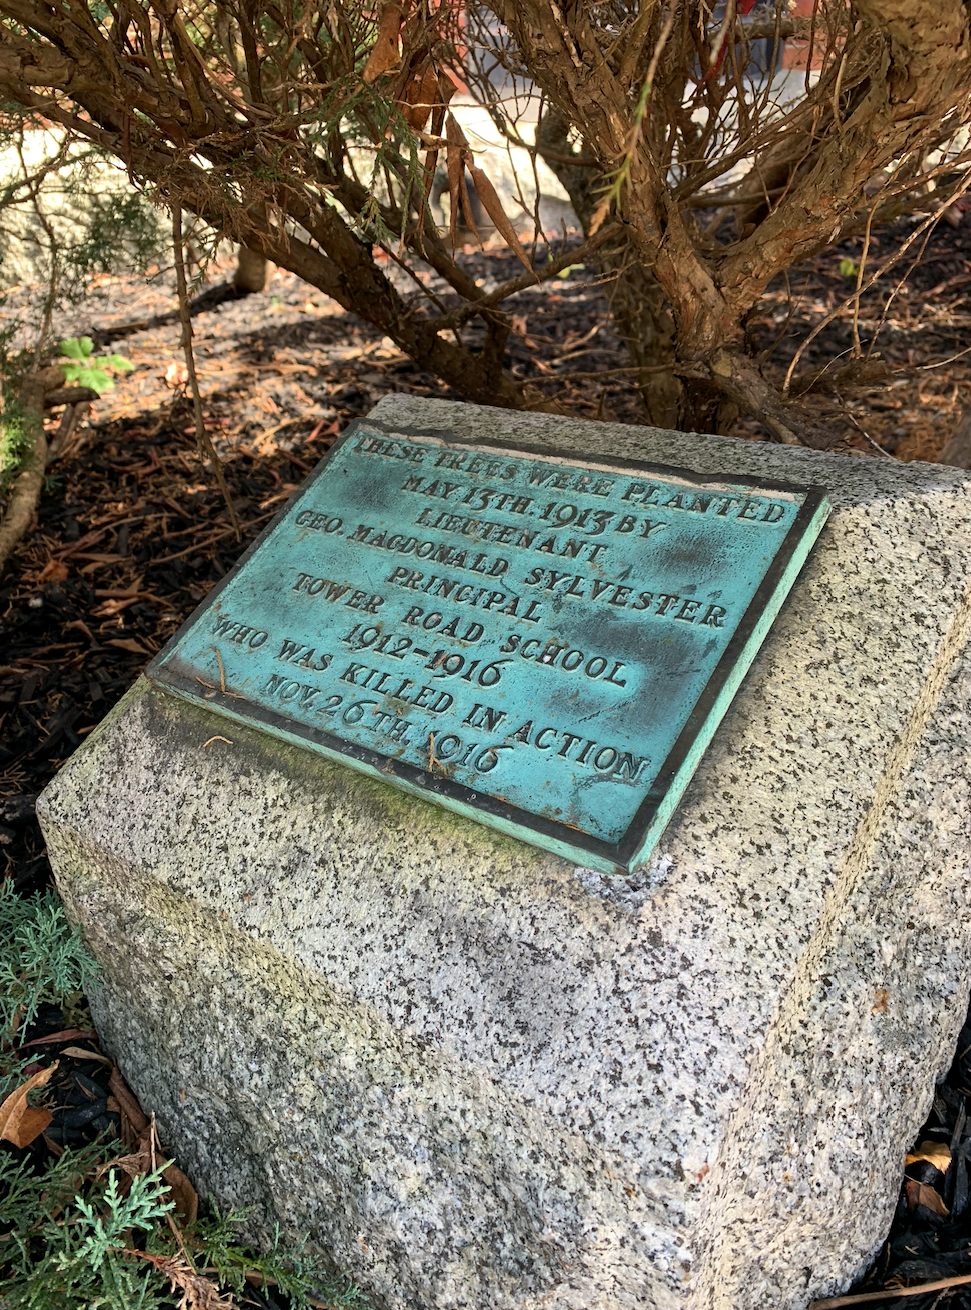 THESE TREES WERE PLANTED
MAY 13TH. 1913 BY
LIEUTENANT
GEO. MACDONALD SYLVESTER
PRINCIPAL
TOWER ROAD SCHOOL
1912-1916
WHO WAS KILLED IN ACTION
NOV. 26TH. 1916